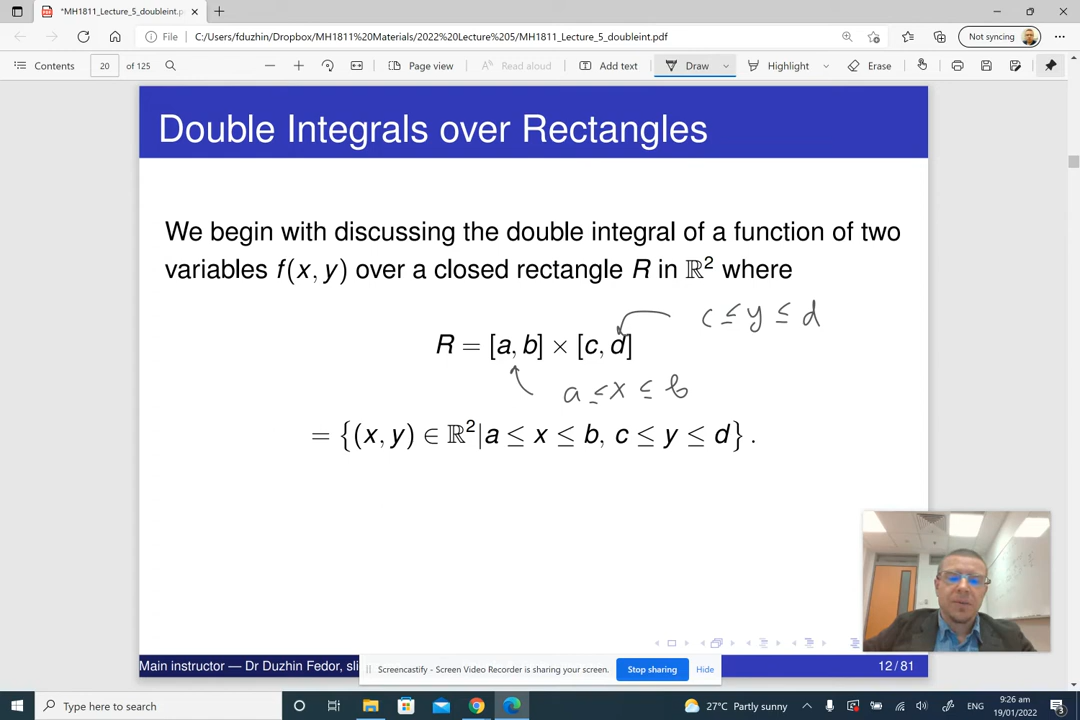 *MH1811_Lecture_5_doubleint.pdf
File
C:/Users/fduzhin/Dropbox/MH1811%20Materials/2022%20Lecture%205/MH1811_Lecture_5_doubleint.pdf
Not syncing
Contents
20
of 125
Page view
Read aloud
Add text
Draw
Highlight
Erase
Double Integrals over Rectangles
We begin with discussing the double integral of a function of two
variables f(x, y) over a closed rectangle R in ℝ² where
c ≤ y ≤ d
R = [a, b] × [c, d]
a ≤ x ≤ b
= {(x, y) ∈ ℝ²|a ≤ x ≤ b, c ≤ y ≤ d} .
Main instructor — Dr Duzhin Fedor, sli
12 / 81
Screencastify - Screen Video Recorder is sharing your screen.
Stop sharing
Hide
Type here to search
27°C Partly sunny
ENG
9:26 am
19/01/2022
3